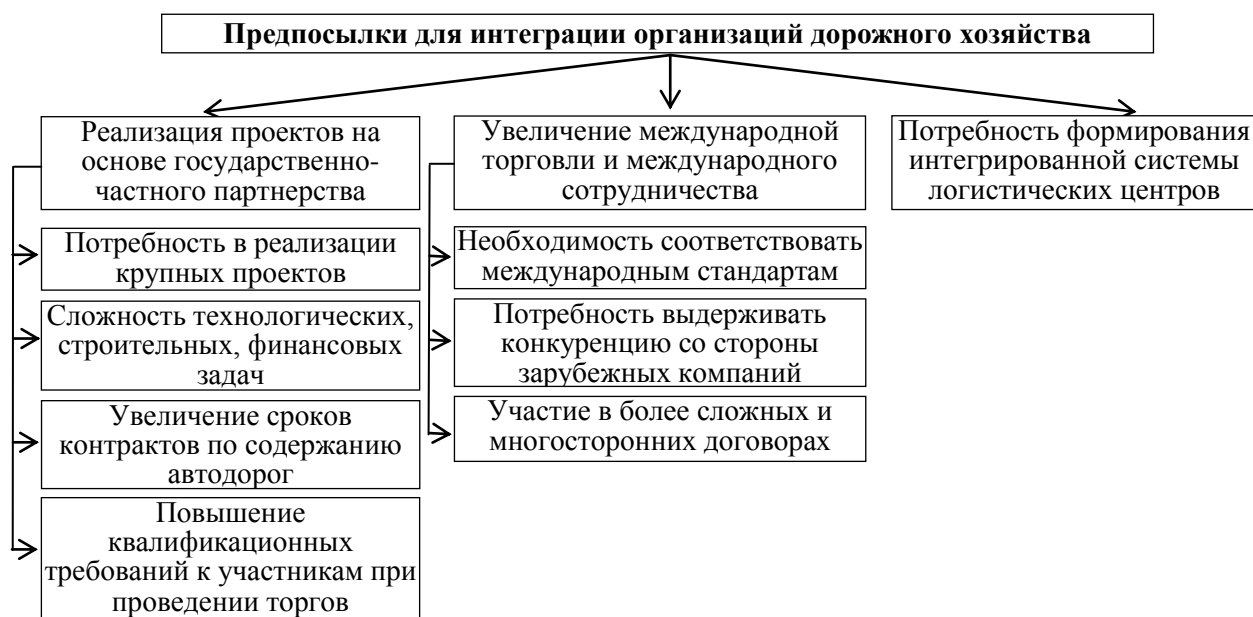 Предпосылки для интеграции организаций дорожного хозяйства
Реализация проектов на
основе государственно-
частного партнерства
Потребность в реализации
крупных проектов
Сложность технологических,
строительных, финансовых
задач
Увеличение сроков
контрактов по содержанию
автодорог
Повышение
квалификационных
требований к участникам при
проведении торгов
Увеличение международной
торговли и международного
сотрудничества
Необходимость соответствовать
международным стандартам
Потребность выдерживать
конкуренцию со стороны
зарубежных компаний
Участие в более сложных и
многосторонних договорах
Потребность формирования
интегрированной системы
логистических центров